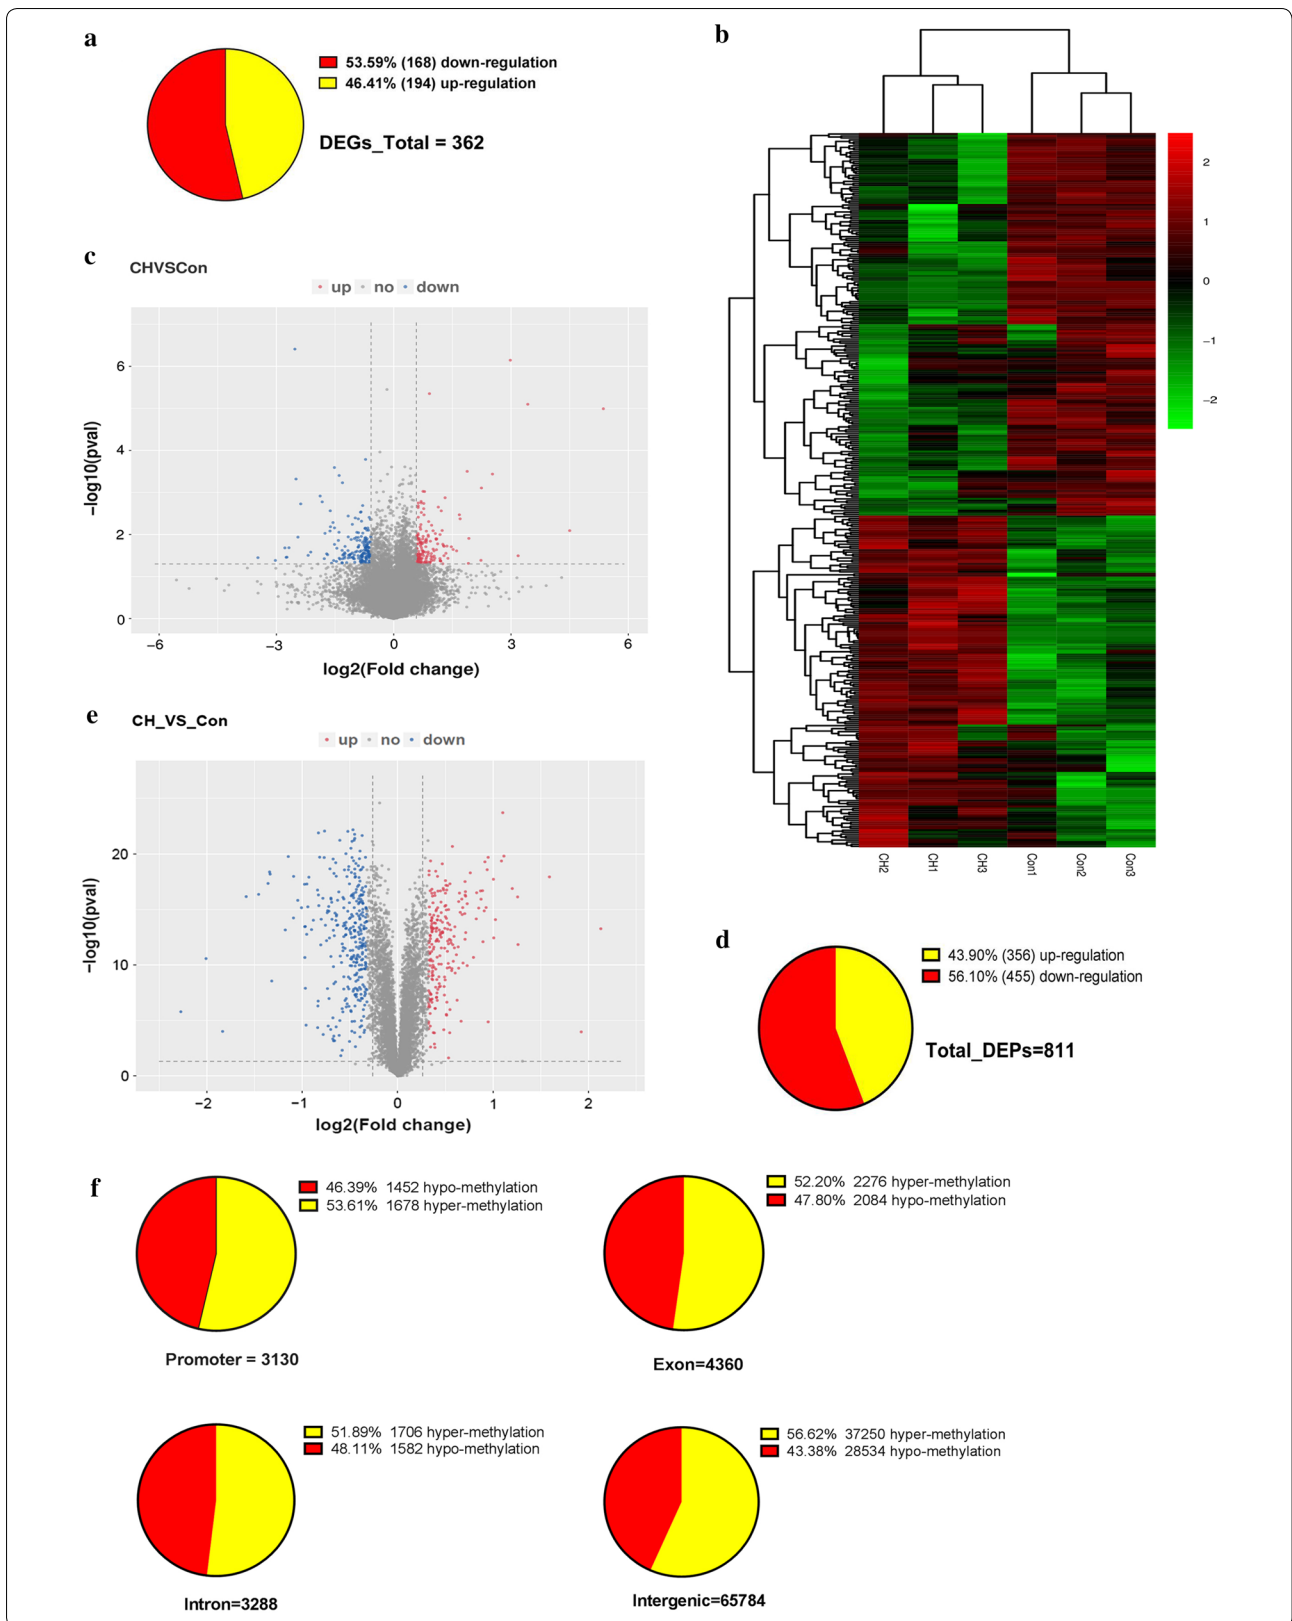 a
53.59% (168) down-regulation
46.41% (194) up-regulation
DEGs_Total = 362
b
2
1
0
−1
−2
CH2 CH1 CH3 Con1 Con2 Con3
c
CHVSCon
up no down
−log10(pval)
6
4
2
0
−6 −3 0 3 6
log2(Fold change)
d
43.90% (356) up-regulation
56.10% (455) down-regulation
Total_DEPs=811
e
CH_VS_Con
up no down
−log10(pval)
20
10
0
−2 −1 0 1 2
log2(Fold change)
f
46.39% 1452 hypo-methylation
53.61% 1678 hyper-methylation
Promoter = 3130
52.20% 2276 hyper-methylation
47.80% 2084 hypo-methylation
Exon=4360
51.89% 1706 hyper-methylation
48.11% 1582 hypo-methylation
Intron=3288
56.62% 37250 hyper-methylation
43.38% 28534 hypo-methylation
Intergenic=65784